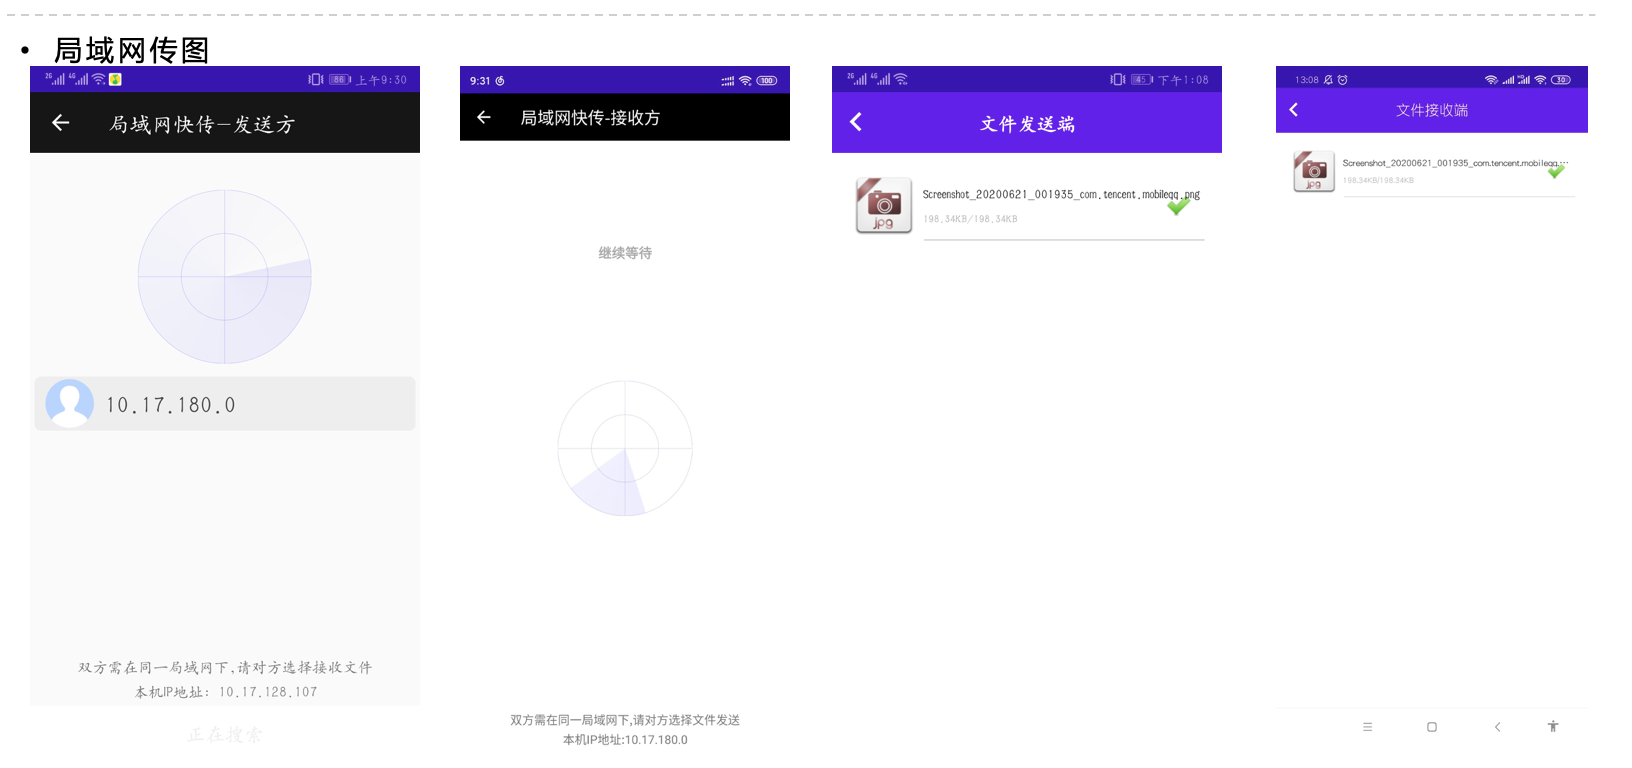 • 局域网传图
2G 4G 86 上午9:30
局域网快传-发送方
10.17.180.0
双方需在同一局域网下,请对方选择接收文件
本机IP地址: 10.17.128.107
正在搜索
9:31 100
局域网快传-接收方
继续等待
双方需在同一局域网下,请对方选择文件发送
本机IP地址:10.17.180.0
2G 4G 45 下午1:08
文件发送端
Screenshot_20200621_001935_com.tencent.mobileqq.png
198.34KB/198.34KB
jpg
13:08 30
文件接收端
Screenshot_20200621_001935_com.tencent.mobileqq.…
198.34KB/198.34KB
jpg